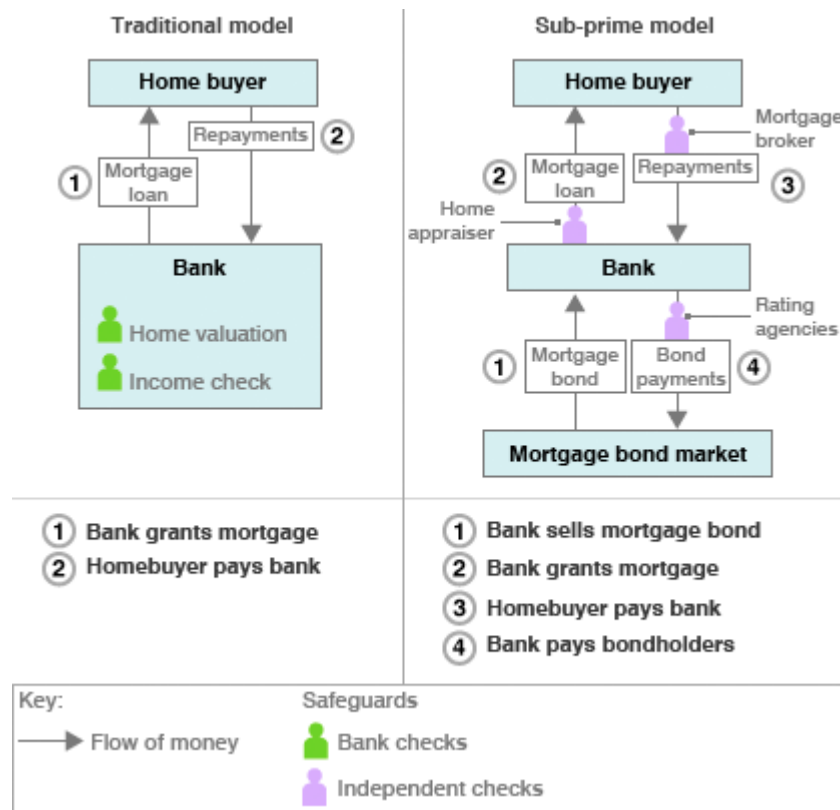 Traditional model
Home buyer
Repayments
2
1
Mortgage
loan
Bank
Home valuation
Income check
1 Bank grants mortgage
2 Homebuyer pays bank
Sub-prime model
Home buyer
Mortgage
broker
2
Mortgage
loan
Repayments
3
Home
appraiser
Bank
Rating
agencies
1
Mortgage
bond
Bond
payments
4
Mortgage bond market
1 Bank sells mortgage bond
2 Bank grants mortgage
3 Homebuyer pays bank
4 Bank pays bondholders
Key:
Flow of money
Safeguards
Bank checks
Independent checks